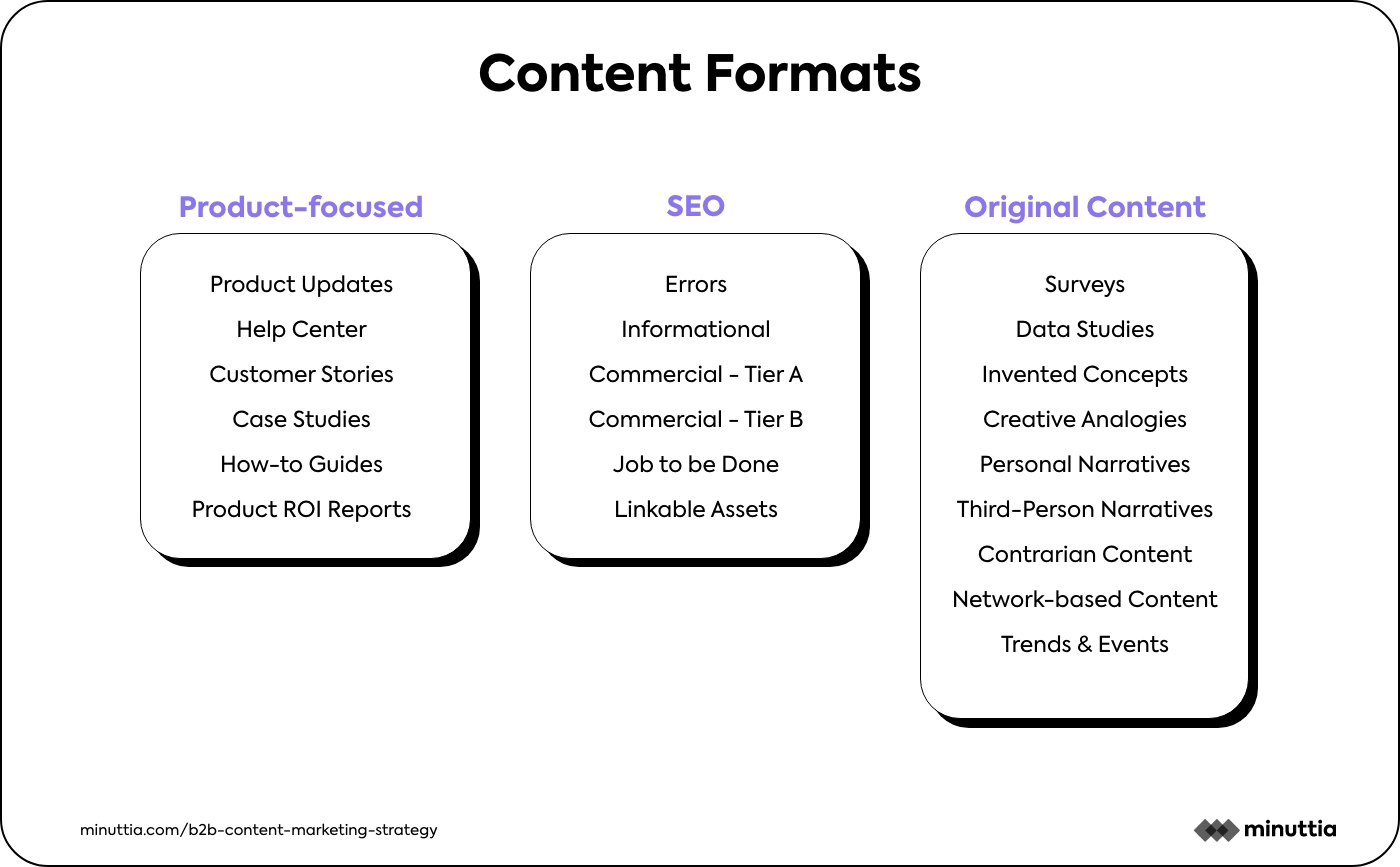 Content Formats
Product-focused
Product Updates
Help Center
Customer Stories
Case Studies
How-to Guides
Product ROI Reports
SEO
Errors
Informational
Commercial - Tier A
Commercial - Tier B
Job to be Done
Linkable Assets
Original Content
Surveys
Data Studies
Invented Concepts
Creative Analogies
Personal Narratives
Third-Person Narratives
Contrarian Content
Network-based Content
Trends & Events
minuttia.com/b2b-content-marketing-strategy
minuttia